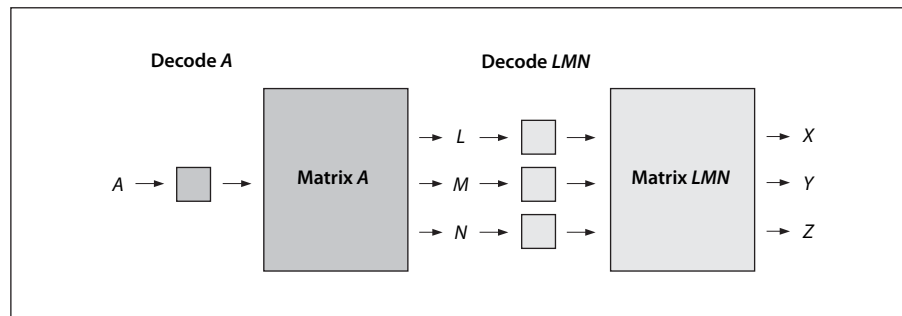 Decode A Decode LMN
L X
A Matrix A M Matrix LMN Y
N Z